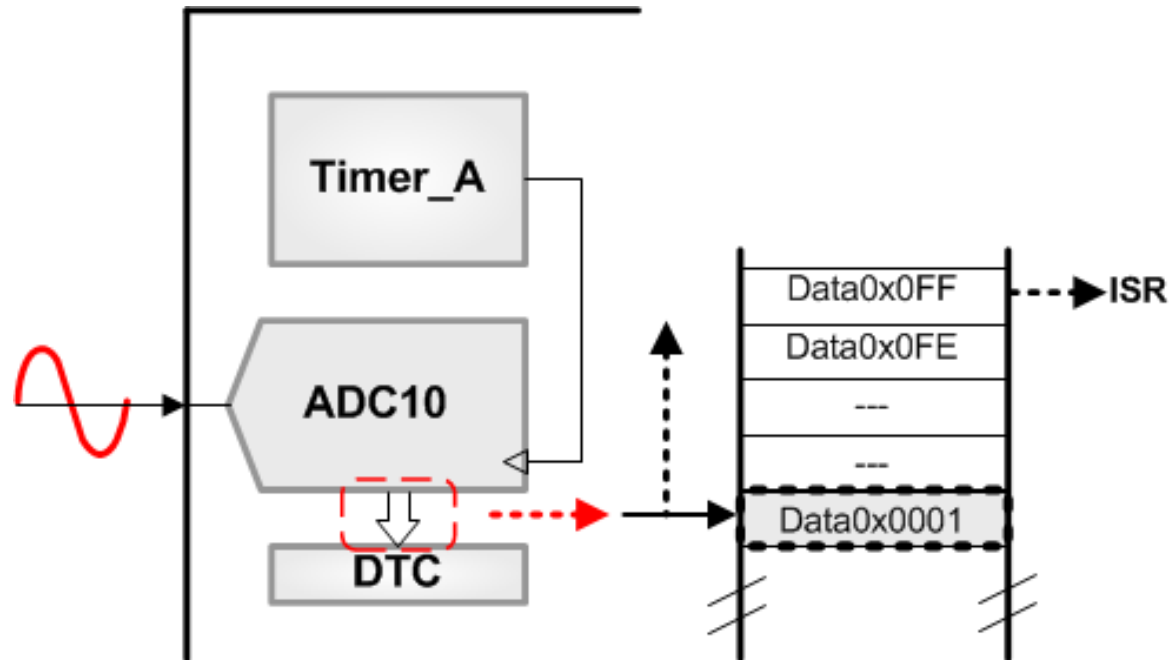 Timer_A
ADC10
DTC
Data0x0FF
ISR
Data0x0FE
---
---
Data0x0001